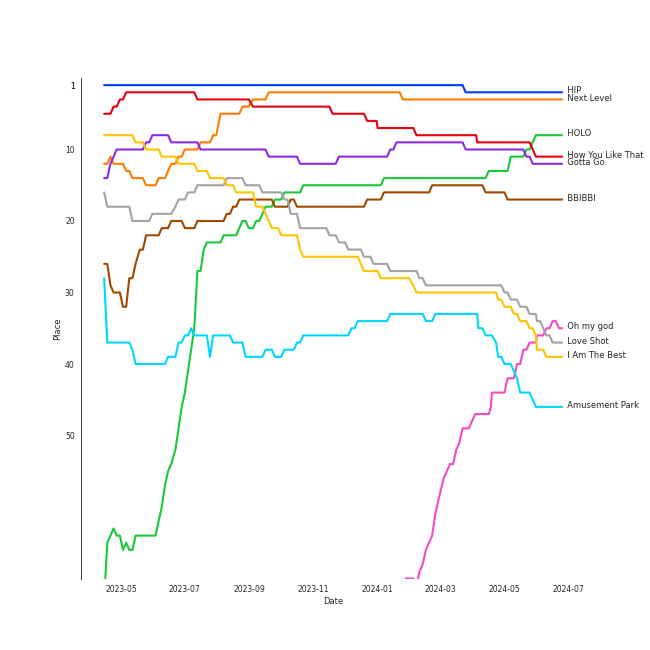 1
HIP
Next Level
HOLO
10
How You Like That
Gotta Go
BBIBBI
20
30
Oh my god
Place
Love Shot
I Am The Best
40
Amusement Park
50
2023-05 2023-07 2023-09 2023-11 2024-01 2024-03 2024-05 2024-07
Date